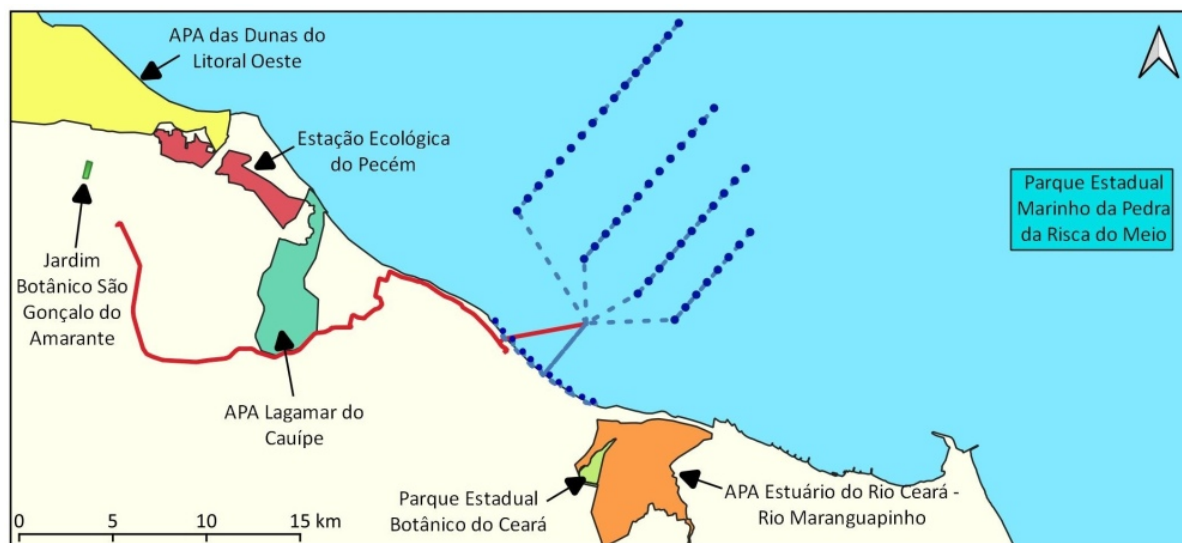 APA das Dunas do
Litoral Oeste
Estação Ecológica
do Pecém
Parque Estadual
Marinho da Pedra
da Risca do Meio
Jardim
Botânico São
Gonçalo do
Amarante
APA Lagamar do
Cauípe
Parque Estadual
Botânico do Ceará
APA Estuário do Rio Ceará -
Rio Maranguapinho
0 5 10 15 km